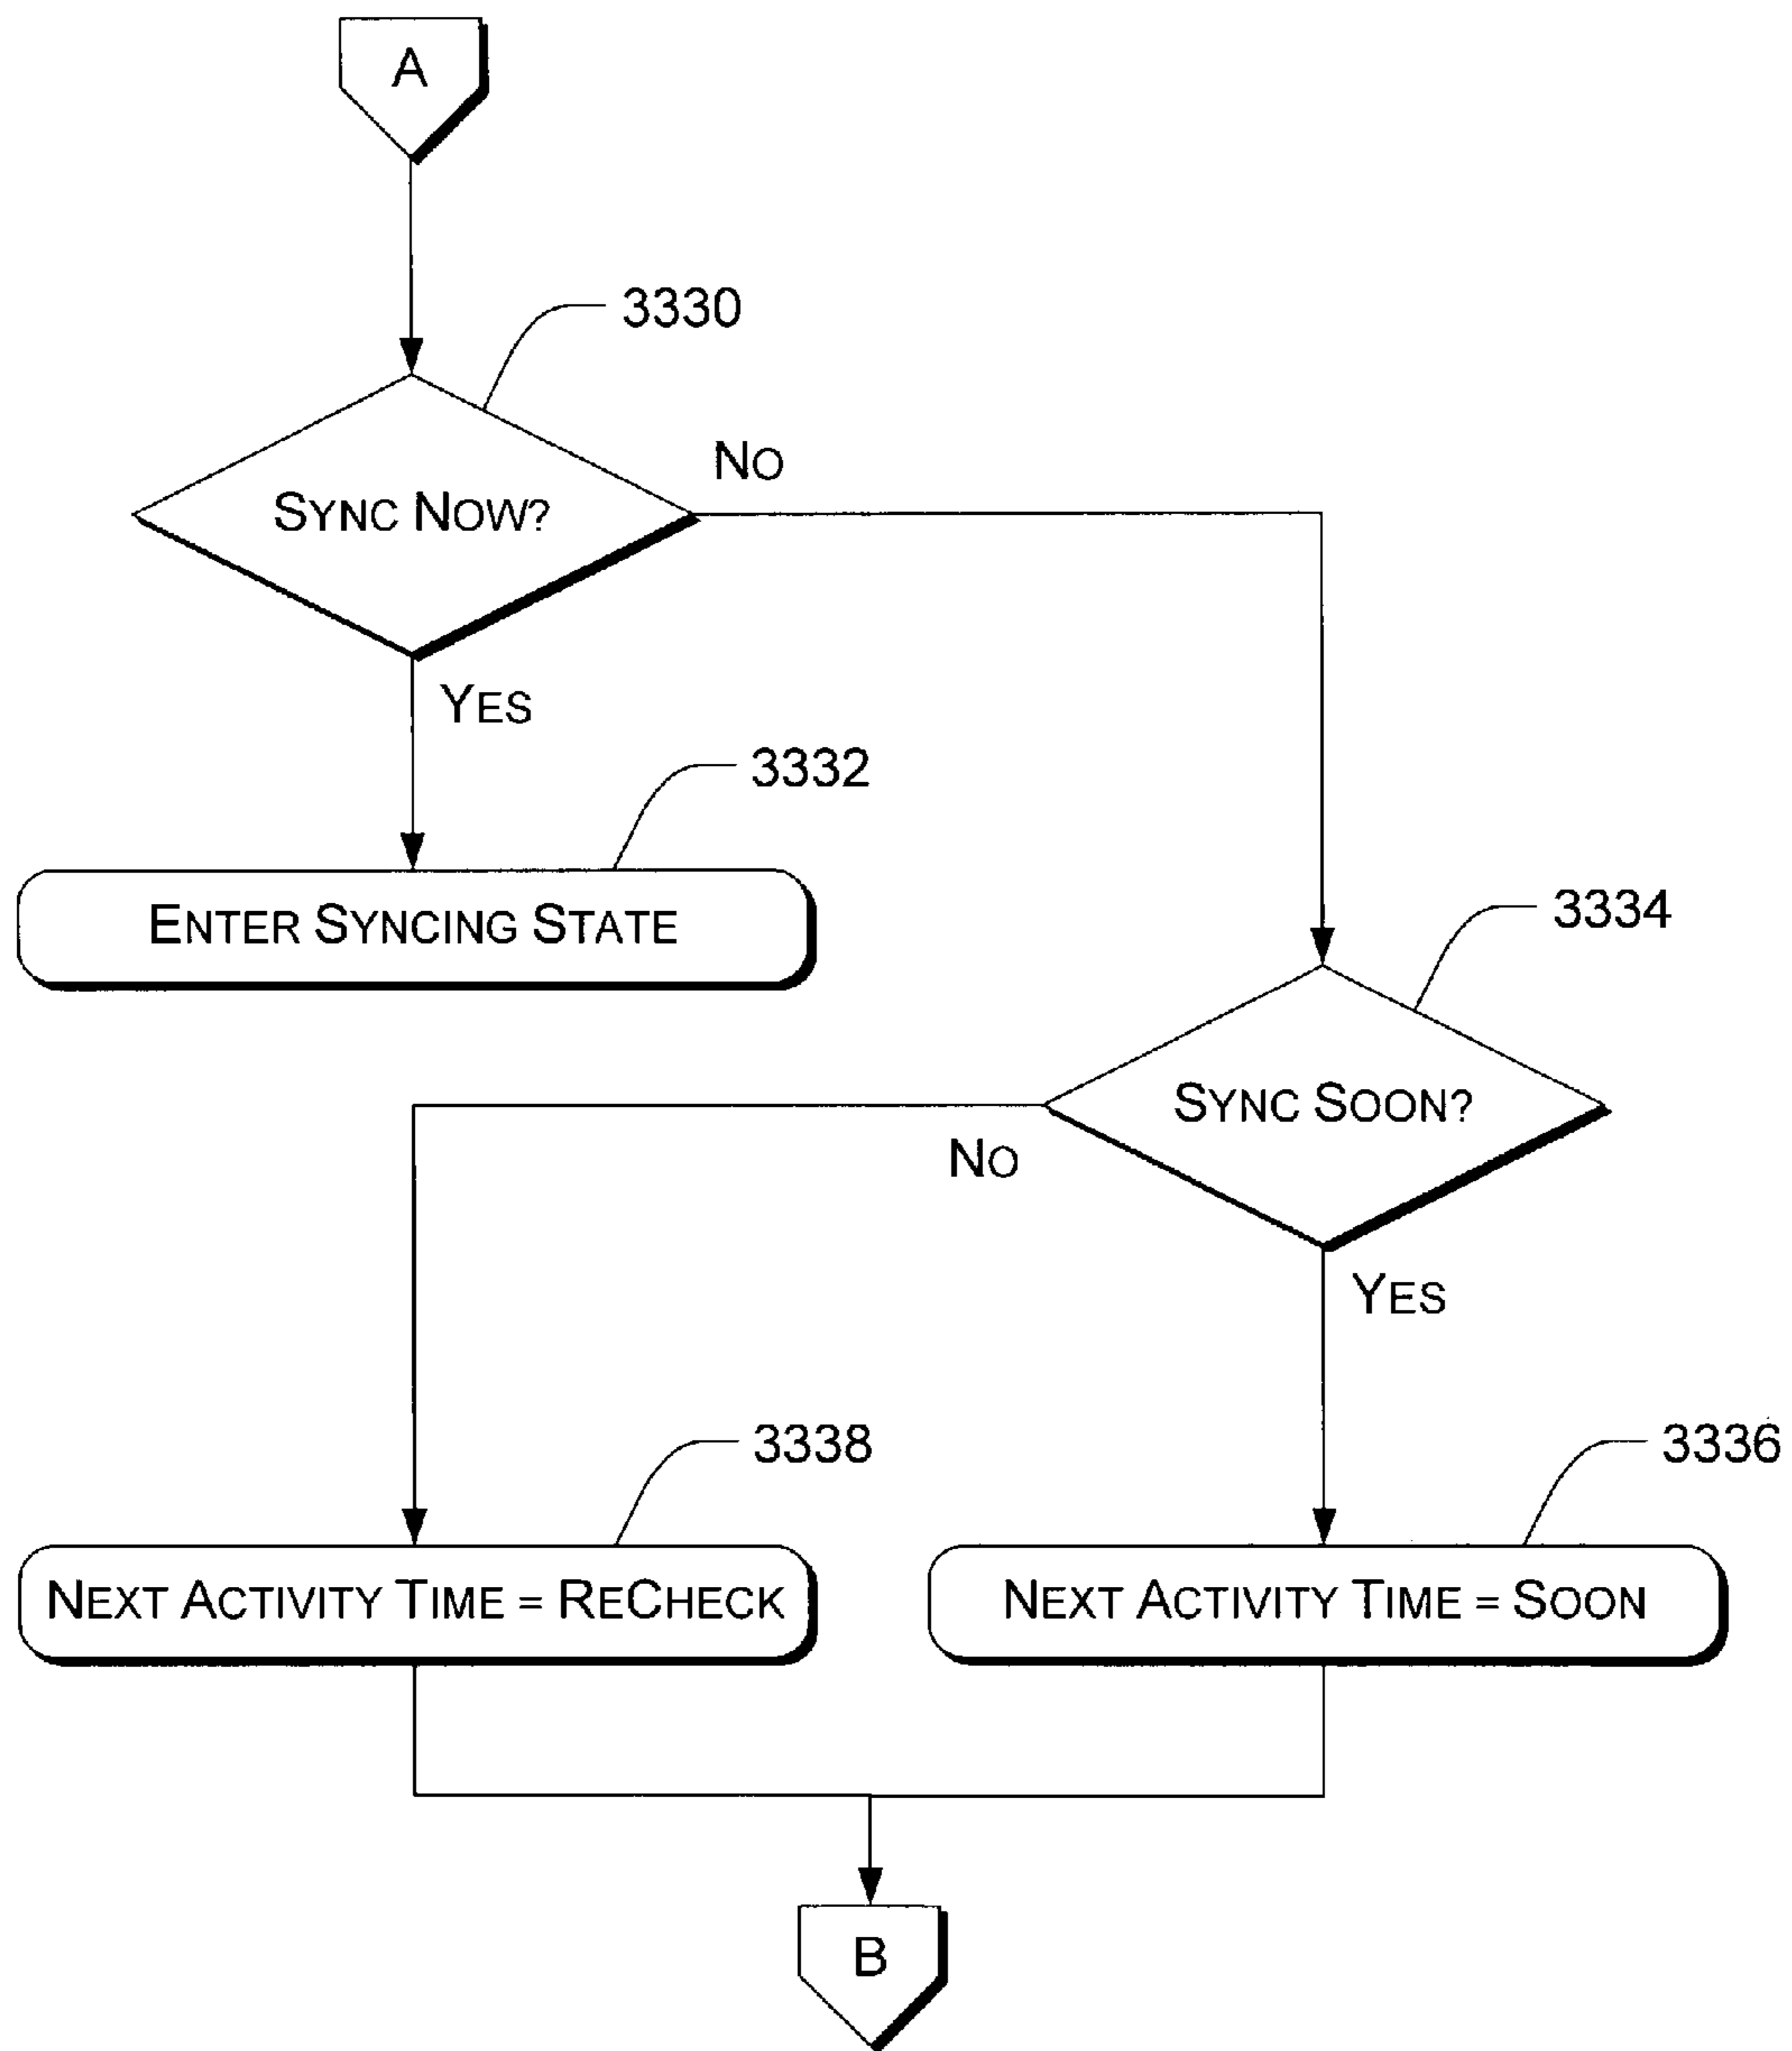 A
3330
NO
SYNC NOW?
YES
3332
ENTER SYNCING STATE
3334
SYNC SOON?
NO
YES
3338
3336
NEXT ACTIVITY TIME = RECHECK
NEXT ACTIVITY TIME = SOON
B